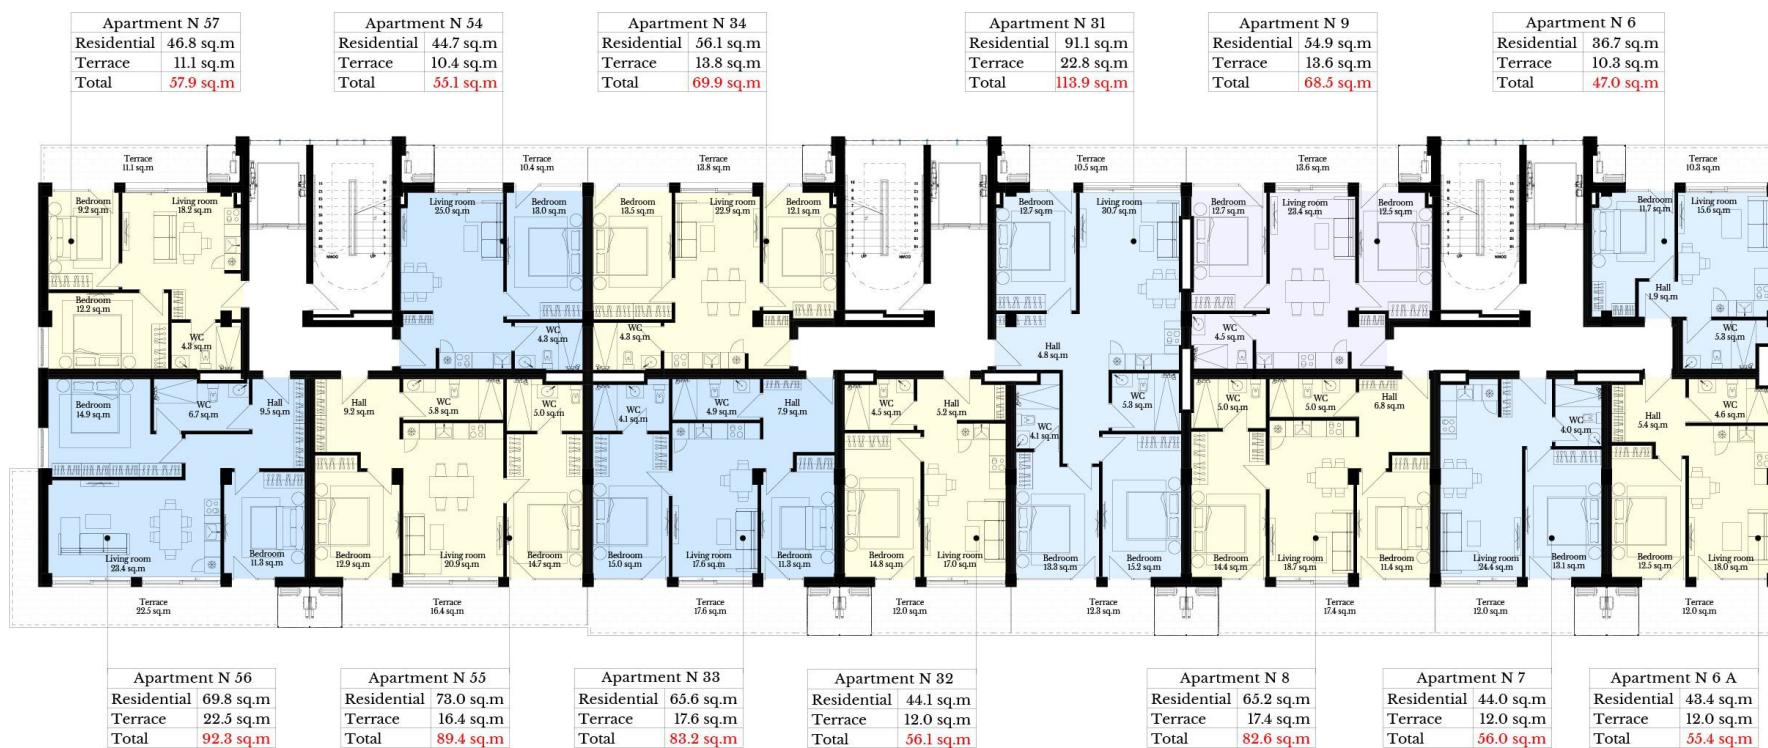 Apartment N 57
Residential 46.8 sq.m
Terrace 11.1 sq.m
Total 57.9 sq.m
Apartment N 54
Residential 44.7 sq.m
Terrace 10.4 sq.m
Total 55.1 sq.m
Apartment N 34
Residential 56.1 sq.m
Terrace 13.8 sq.m
Total 69.9 sq.m
Apartment N 31
Residential 91.1 sq.m
Terrace 22.8 sq.m
Total 113.9 sq.m
Apartment N 9
Residential 54.9 sq.m
Terrace 13.6 sq.m
Total 68.5 sq.m
Apartment N 6
Residential 36.7 sq.m
Terrace 10.3 sq.m
Total 47.0 sq.m
Terrace
11.1 sq.m
Bedroom
9.2 sq.m
Living room
18.2 sq.m
Bedroom
12.2 sq.m
WC
4.3 sq.m
Terrace
10.4 sq.m
Living room
25.0 sq.m
Bedroom
13.0 sq.m
WC
4.3 sq.m
Terrace
13.8 sq.m
Bedroom
13.5 sq.m
Living room
22.9 sq.m
Bedroom
12.1 sq.m
WC
4.3 sq.m
Terrace
10.5 sq.m
Bedroom
12.7 sq.m
Living room
30.7 sq.m
Hall
4.8 sq.m
WC
5.3 sq.m
WC
4.1 sq.m
Bedroom
13.3 sq.m
Bedroom
15.2 sq.m
Terrace
12.3 sq.m
Terrace
13.6 sq.m
Bedroom
12.7 sq.m
Living room
23.4 sq.m
Bedroom
12.5 sq.m
WC
4.5 sq.m
Terrace
10.3 sq.m
Bedroom
11.7 sq.m
Living room
15.6 sq.m
Hall
1.9 sq.m
WC
5.3 sq.m
Bedroom
14.9 sq.m
WC
6.7 sq.m
Hall
9.5 sq.m
Living room
23.4 sq.m
Bedroom
11.3 sq.m
Terrace
22.5 sq.m
Hall
9.2 sq.m
WC
5.8 sq.m
WC
5.0 sq.m
Bedroom
12.9 sq.m
Living room
20.9 sq.m
Bedroom
14.7 sq.m
Terrace
16.4 sq.m
WC
4.1 sq.m
WC
4.9 sq.m
Hall
7.9 sq.m
Bedroom
15.0 sq.m
Living room
17.6 sq.m
Bedroom
11.3 sq.m
Terrace
17.6 sq.m
WC
4.5 sq.m
Hall
5.2 sq.m
Bedroom
14.8 sq.m
Living room
17.0 sq.m
Terrace
12.0 sq.m
WC
5.0 sq.m
WC
5.0 sq.m
Hall
6.8 sq.m
Bedroom
14.4 sq.m
Living room
18.7 sq.m
Bedroom
11.4 sq.m
Terrace
17.4 sq.m
WC
4.0 sq.m
Living room
24.4 sq.m
Bedroom
13.1 sq.m
Terrace
12.0 sq.m
Hall
5.4 sq.m
WC
4.6 sq.m
Bedroom
12.5 sq.m
Living room
18.0 sq.m
Terrace
12.0 sq.m
Apartment N 56
Residential 69.8 sq.m
Terrace 22.5 sq.m
Total 92.3 sq.m
Apartment N 55
Residential 73.0 sq.m
Terrace 16.4 sq.m
Total 89.4 sq.m
Apartment N 33
Residential 65.6 sq.m
Terrace 17.6 sq.m
Total 83.2 sq.m
Apartment N 32
Residential 44.1 sq.m
Terrace 12.0 sq.m
Total 56.1 sq.m
Apartment N 8
Residential 65.2 sq.m
Terrace 17.4 sq.m
Total 82.6 sq.m
Apartment N 7
Residential 44.0 sq.m
Terrace 12.0 sq.m
Total 56.0 sq.m
Apartment N 6 A
Residential 43.4 sq.m
Terrace 12.0 sq.m
Total 55.4 sq.m